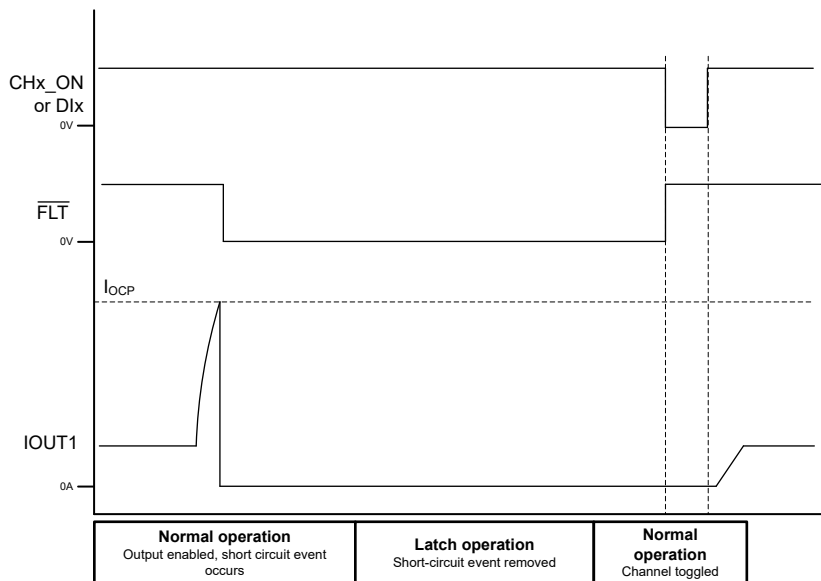 CHx_ON
or DIx
0V
FLT
0V
IOCP
IOUT1
0A
Normal operation
Output enabled, short circuit event
occurs
Latch operation
Short-circuit event removed
Normal
operation
Channel toggled